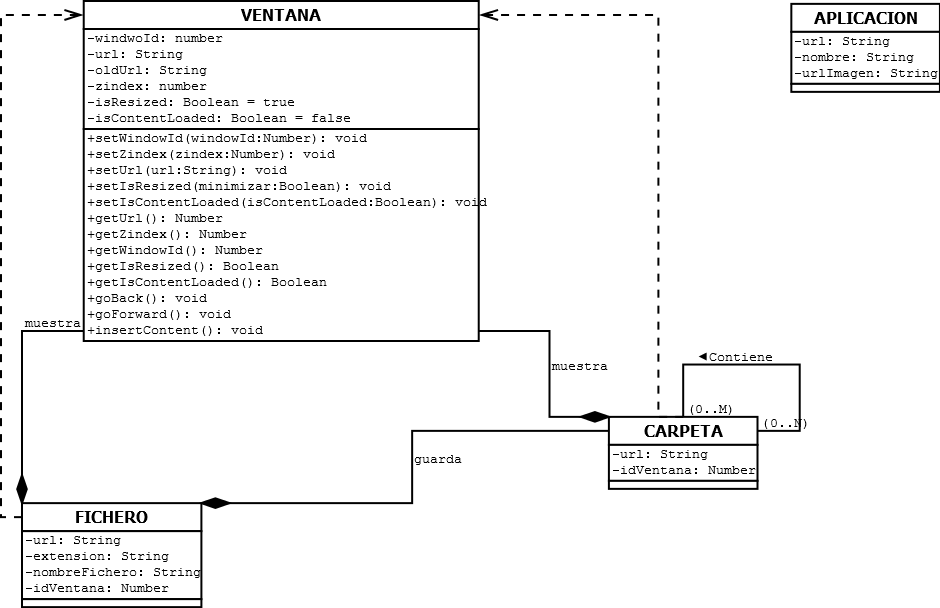 VENTANA
-windwoId: number
-url: String
-oldUrl: String
-zindex: number
-isResized: Boolean = true
-isContentLoaded: Boolean = false
+setWindowId(windowId:Number): void
+setZindex(zindex:Number): void
+setUrl(url:String): void
+setIsResized(minimizar:Boolean): void
+setIsContentLoaded(isContentLoaded:Boolean): void
+getUrl(): Number
+getZindex(): Number
+getWindowId(): Number
+getIsResized(): Boolean
+getIsContentLoaded(): Boolean
+goBack(): void
+goForward(): void
+insertContent(): void
APLICACION
-url: String
-nombre: String
-urlImagen: String
muestra
muestra
◄Contiene
(0..M)
(0..N)
CARPETA
-url: String
-idVentana: Number
guarda
FICHERO
-url: String
-extension: String
-nombreFichero: String
-idVentana: Number